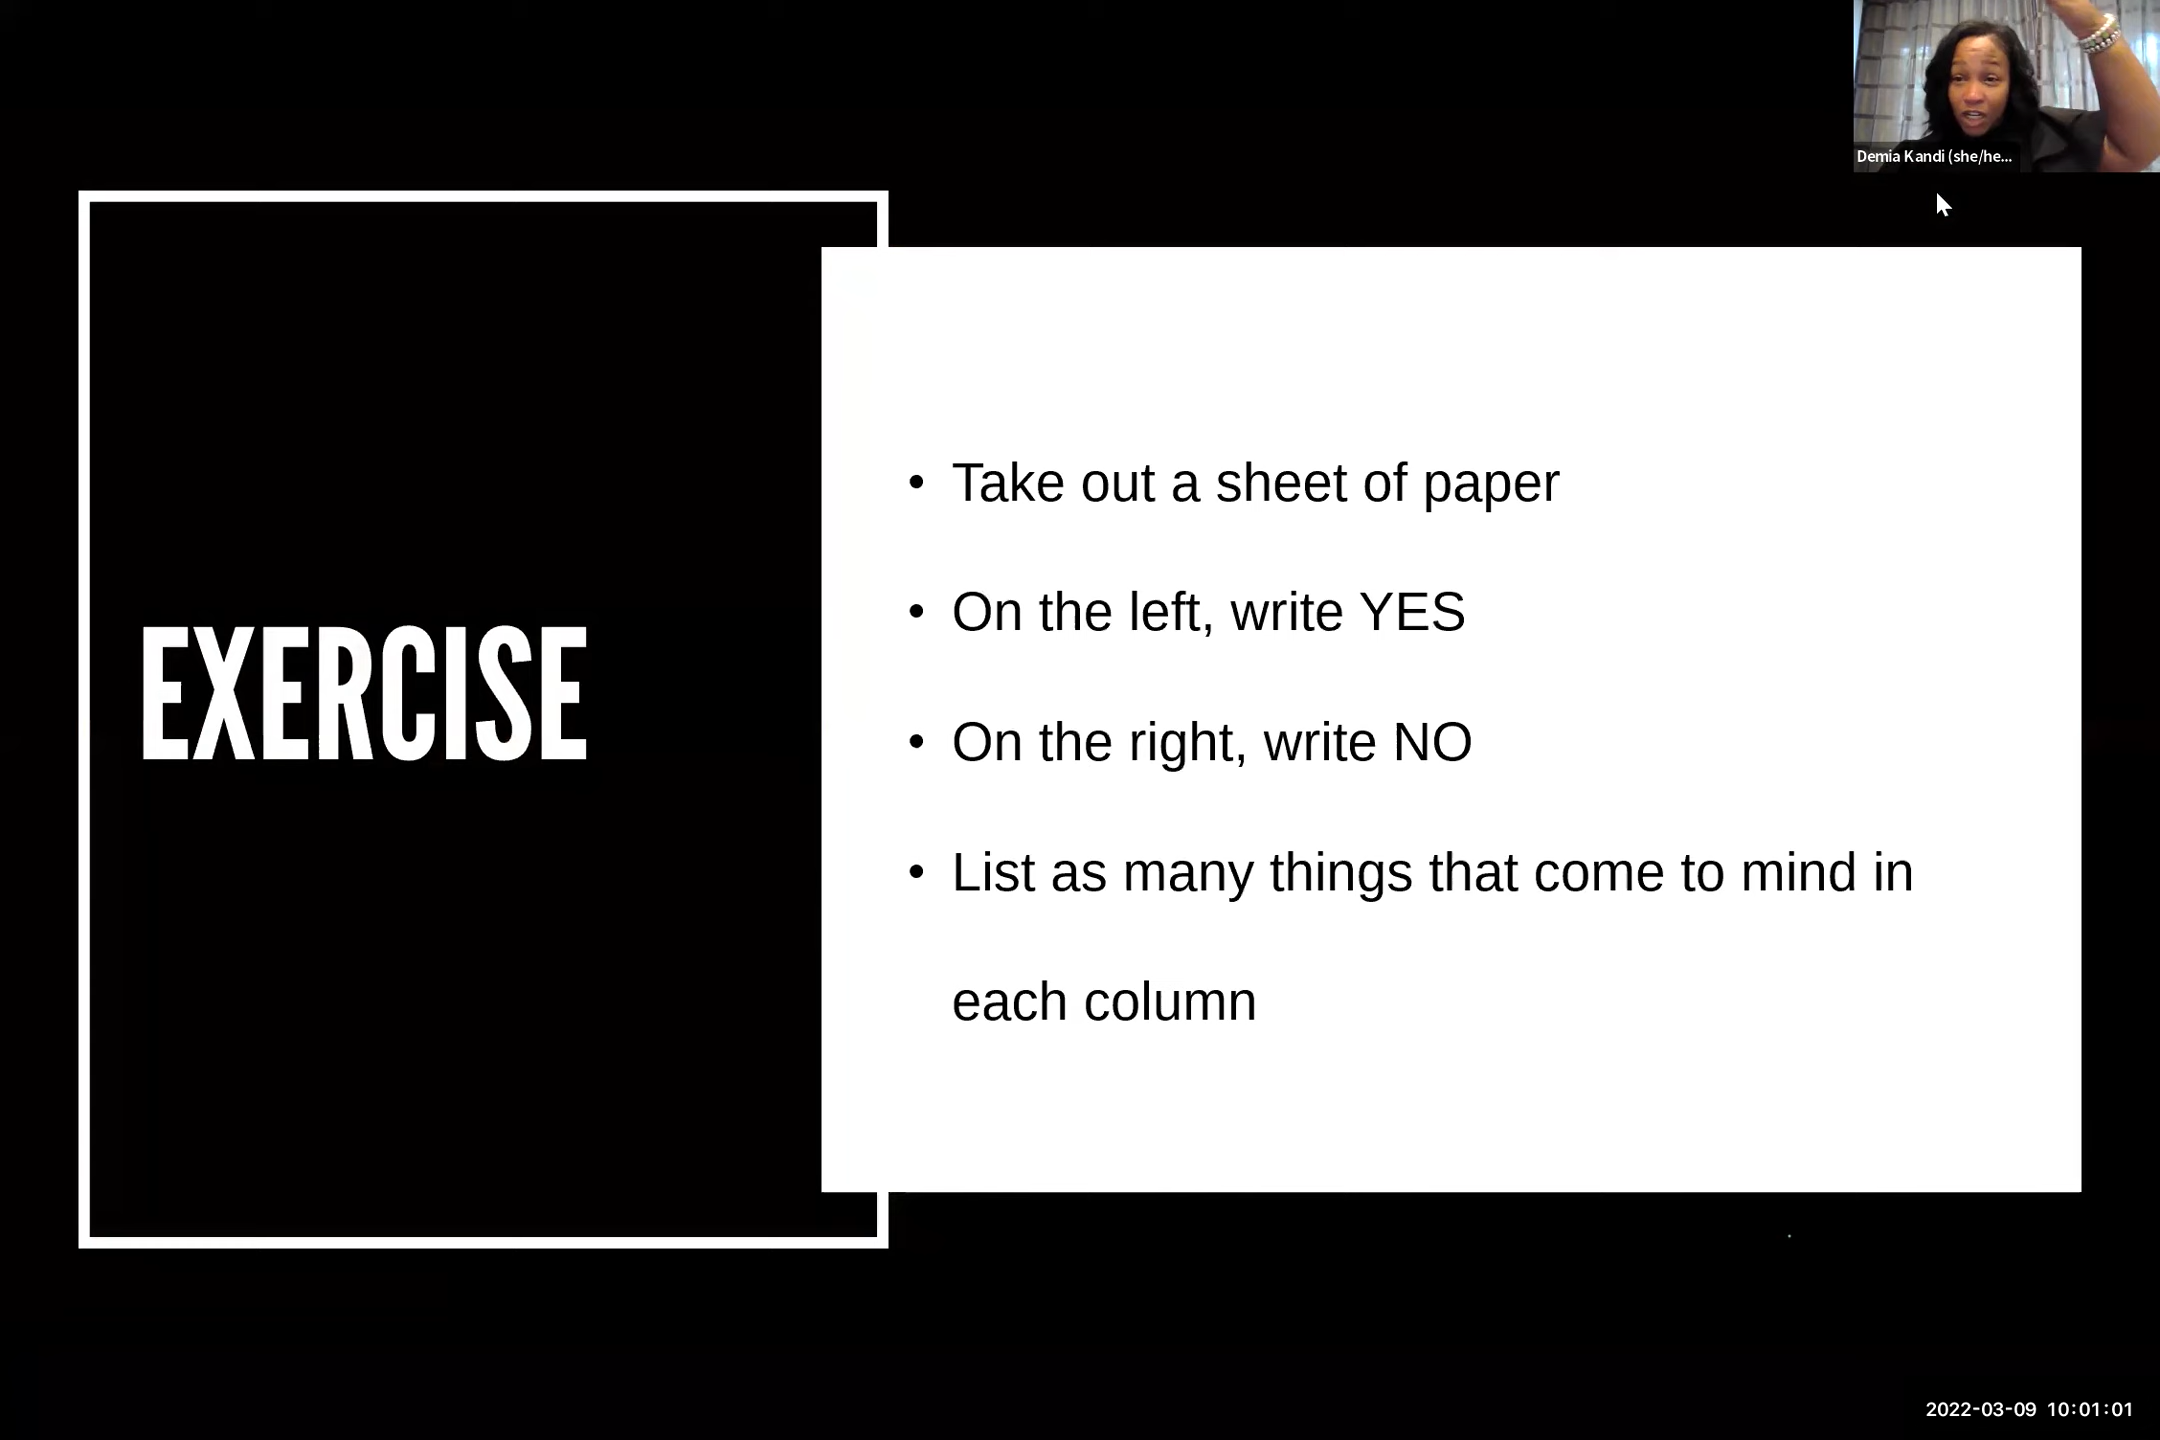 Demia Kandi (she/he...
EXERCISE
• Take out a sheet of paper
• On the left, write YES
• On the right, write NO
• List as many things that come to mind in
each column
2022-03-09 10:01:01